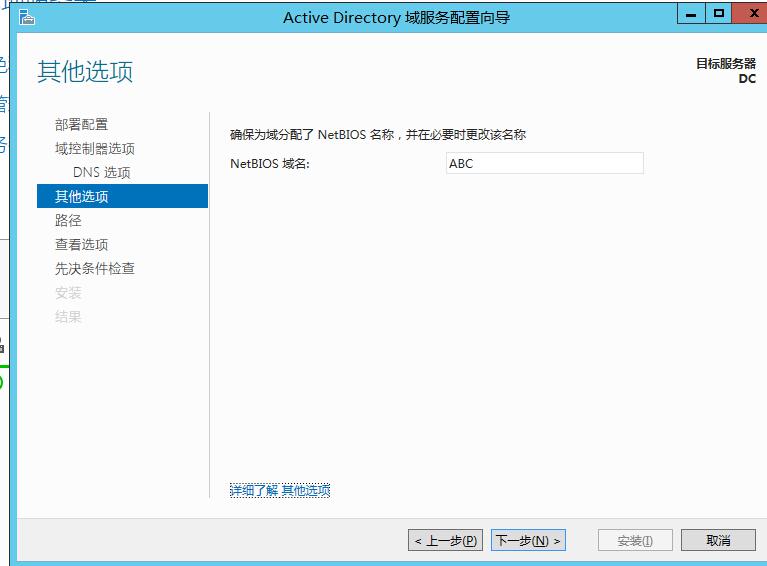 Active Directory 域服务配置向导
其他选项
目标服务器
DC
部署配置
域控制器选项
DNS 选项
其他选项
路径
查看选项
先决条件检查
安装
结果
确保为域分配了 NetBIOS 名称，并在必要时更改该名称
NetBIOS 域名:
ABC
详细了解 其他选项
< 上一步(P)
下一步(N) >
安装(I)
取消